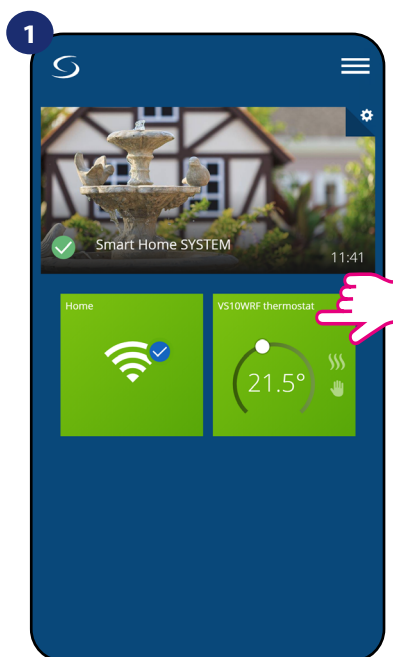 1
Smart Home SYSTEM
11:41
Home
VS10WRF thermostat
21.5°